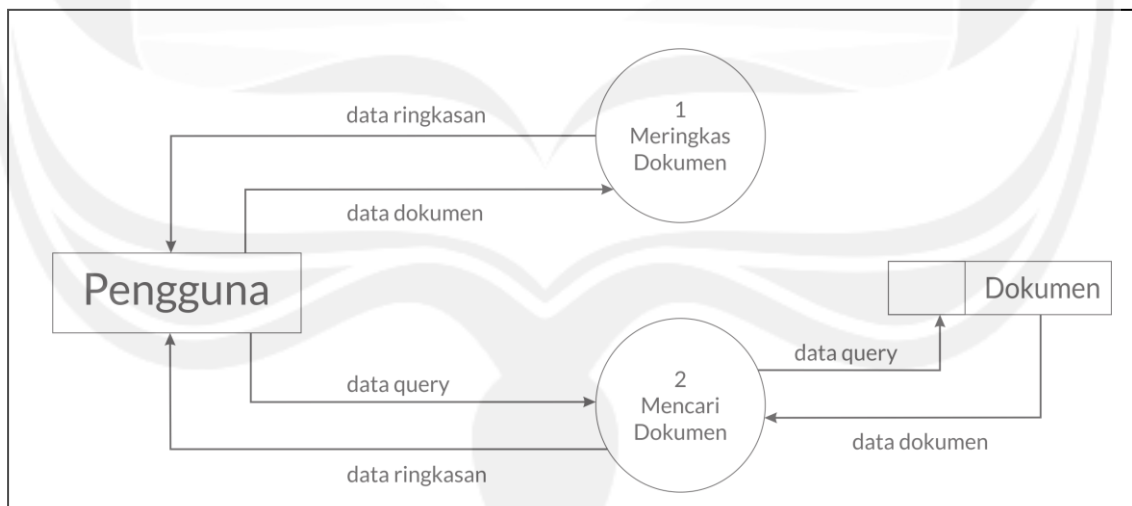 data ringkasan
1
Meringkas
Dokumen
data dokumen
Pengguna
Dokumen
data query
2
Mencari
Dokumen
data query
data dokumen
data ringkasan